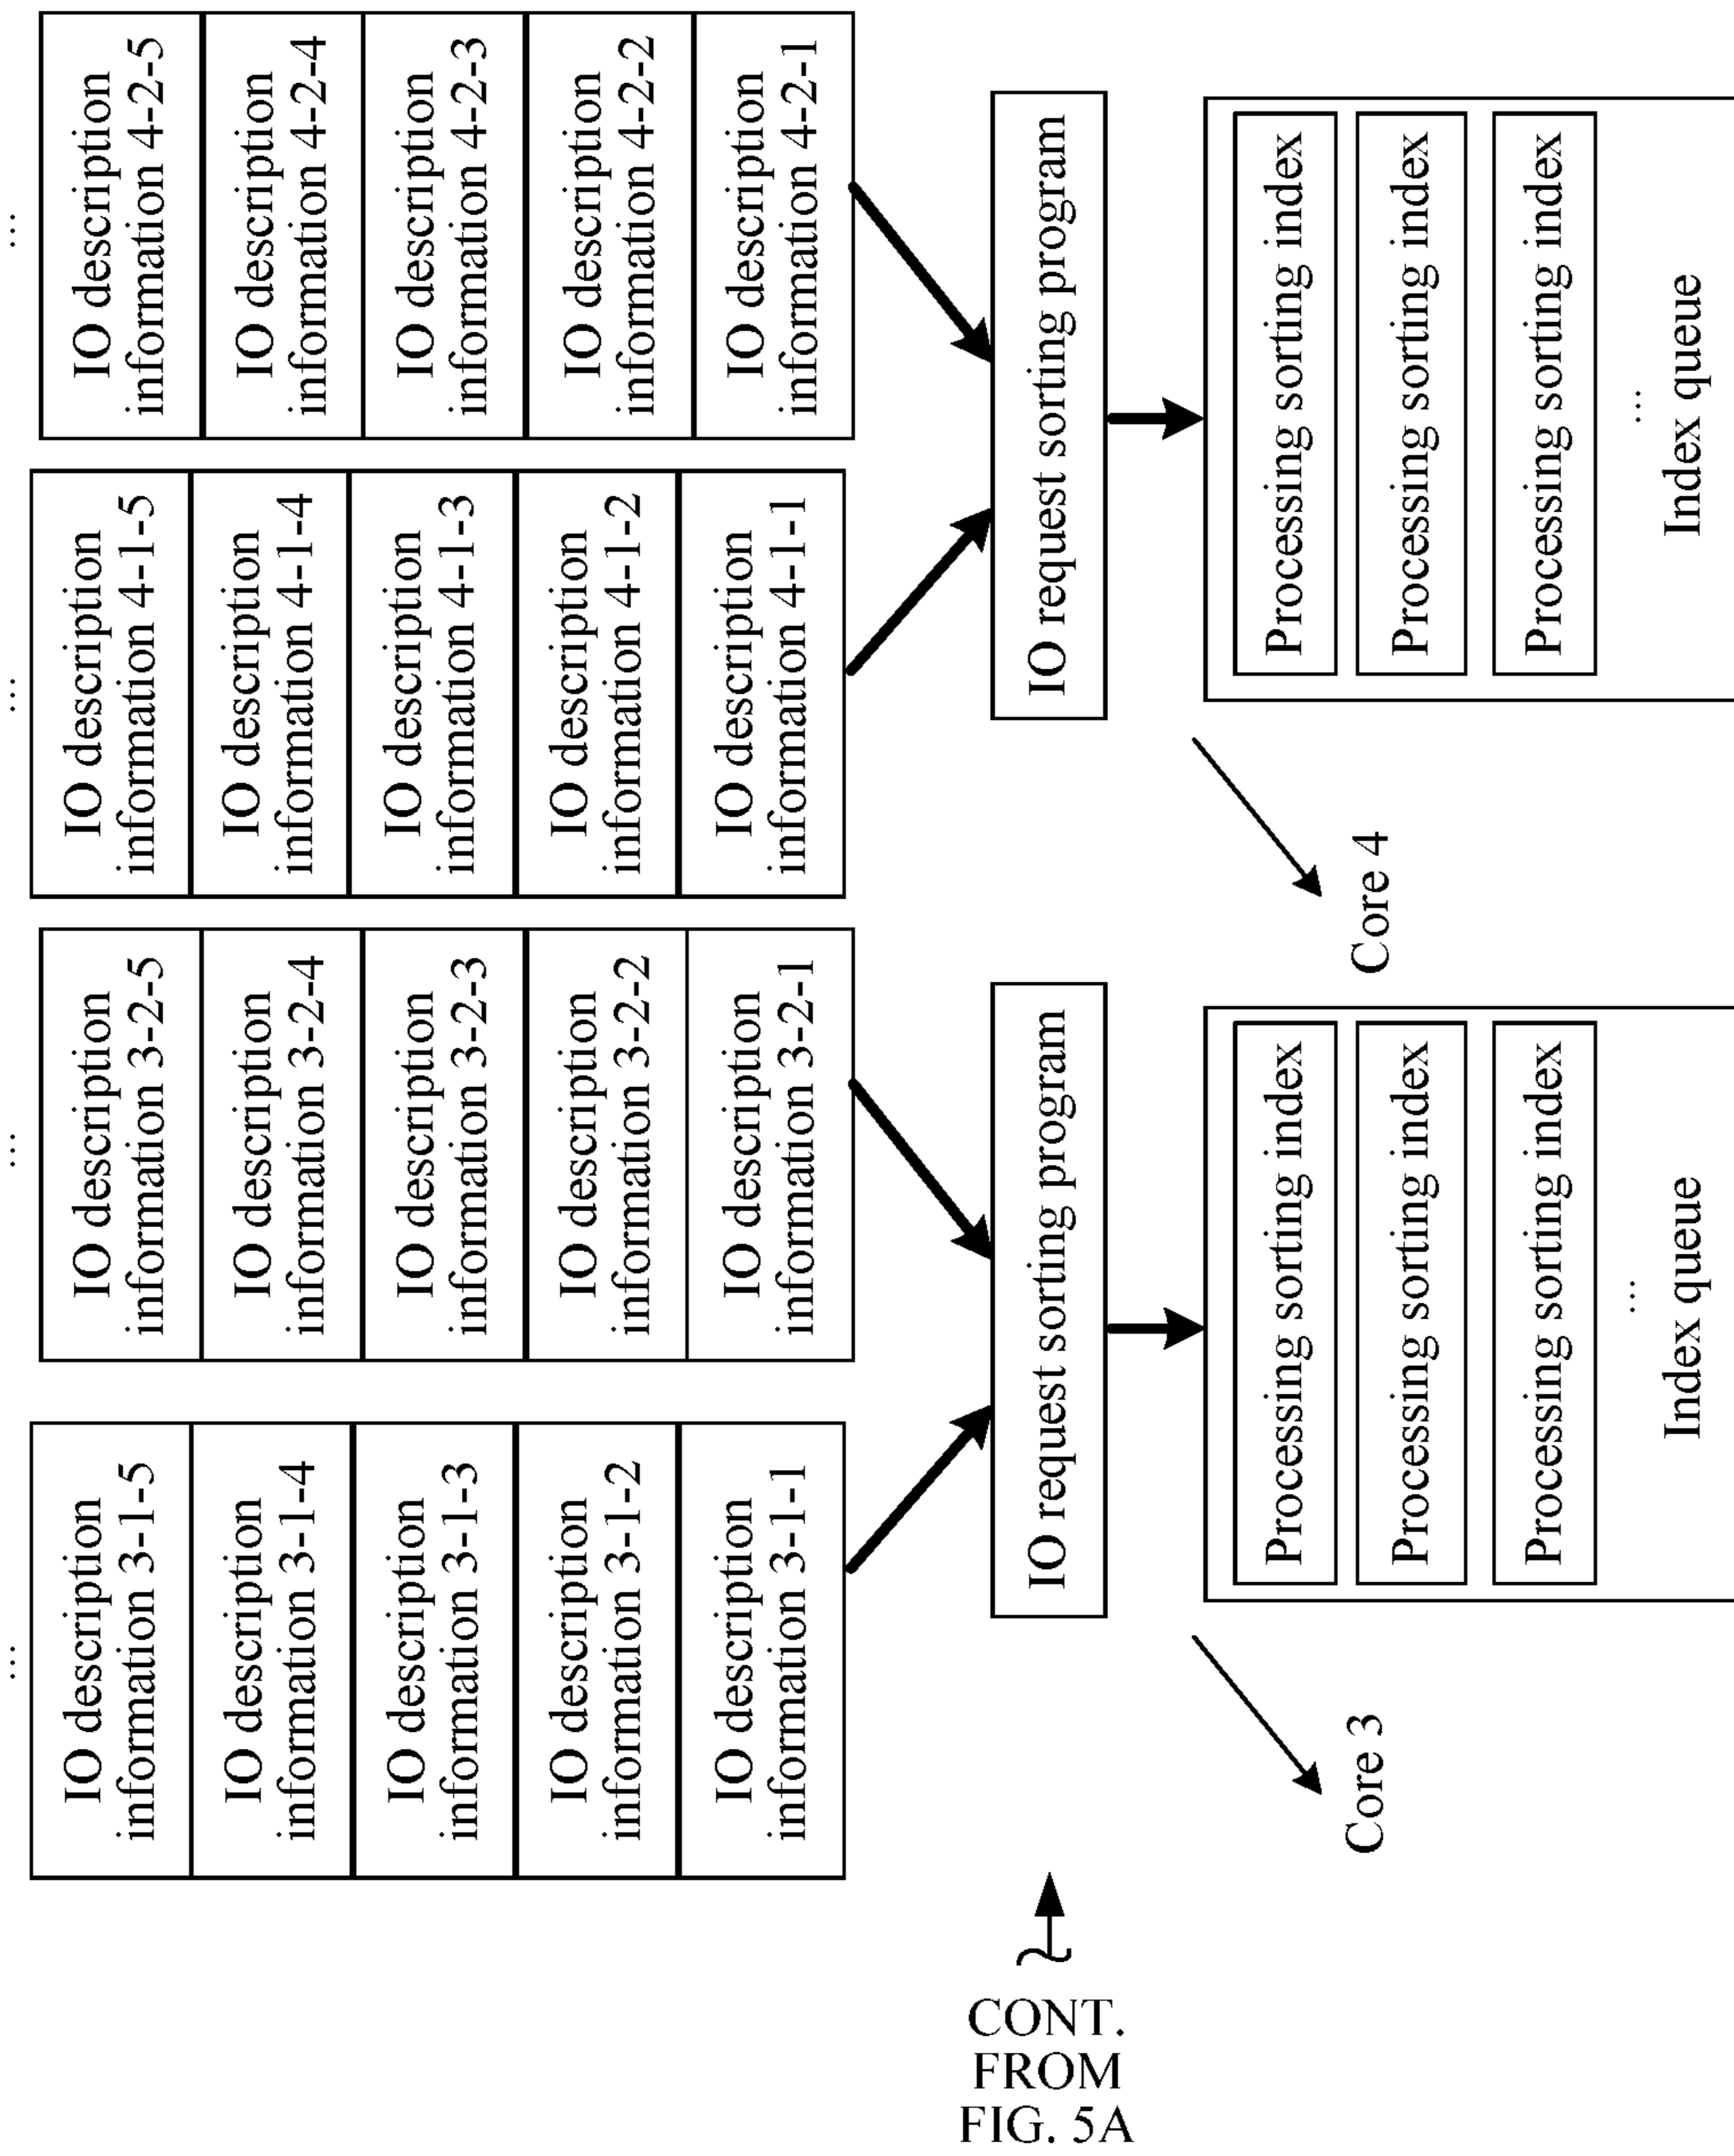 ...
IO description
information 3-1-5
IO description
information 3-1-4
IO description
information 3-1-3
IO description
information 3-1-2
IO description
information 3-1-1
...
IO description
information 3-2-5
IO description
information 3-2-4
IO description
information 3-2-3
IO description
information 3-2-2
IO description
information 3-2-1
...
IO description
information 4-1-5
IO description
information 4-1-4
IO description
information 4-1-3
IO description
information 4-1-2
IO description
information 4-1-1
...
IO description
information 4-2-5
IO description
information 4-2-4
IO description
information 4-2-3
IO description
information 4-2-2
IO description
information 4-2-1
CONT.
FROM
FIG. 5A
IO request sorting program
Core 3
Processing sorting index
Processing sorting index
Processing sorting index
...
Index queue
IO request sorting program
Core 4
Processing sorting index
Processing sorting index
Processing sorting index
...
Index queue